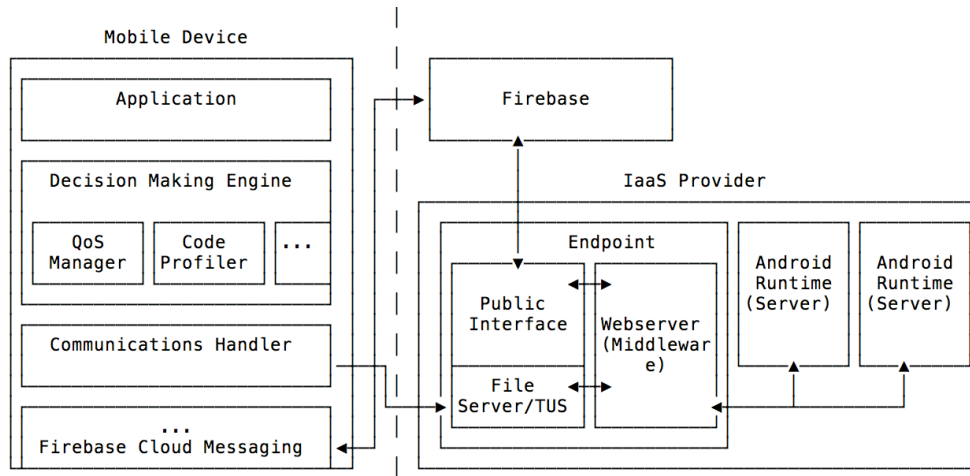 Mobile Device
Application
Decision Making Engine
QoS
Manager
Code
Profiler
...
Communications Handler
...
Firebase Cloud Messaging
Firebase
IaaS Provider
Endpoint
Public
Interface
File
Server/TUS
Webserver
(Middlewar
e)
Android
Runtime
(Server)
Android
Runtime
(Server)